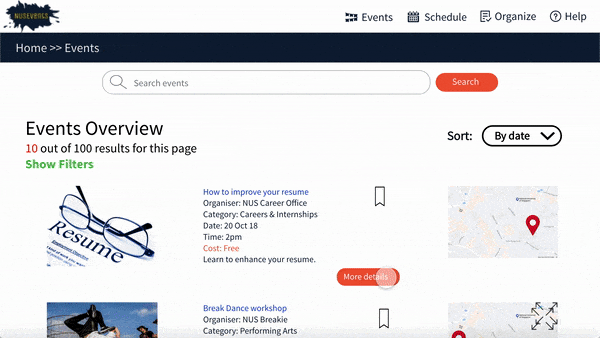 NUSEVENTS
Events
Schedule
Organize
Help
Home >> Events
Search events
Search
Events Overview
10 out of 100 results for this page
Show Filters
Sort:
By date
Resume
How to improve your resume
Organiser: NUS Career Office
Category: Careers & Internships
Date: 20 Oct 18
Time: 2pm
Cost: Free
Learn to enhance your resume.
More details
Break Dance workshop
Organiser: NUS Breakie
Category: Performing Arts